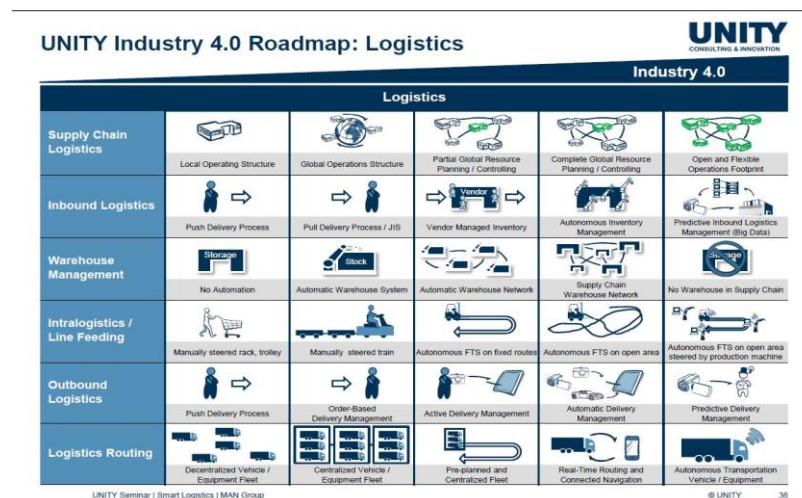 UNITY Industry 4.0 Roadmap: Logistics
UNITY
CONSULTING & INNOVATION
Industry 4.0
Logistics
Supply Chain
Logistics
Local Operating Structure
Global Operations Structure
Partial Global Resource
Planning / Controlling
Complete Global Resource
Planning / Controlling
Open and Flexible
Operations Footprint
Inbound Logistics
Push Delivery Process
Pull Delivery Process / JIS
Vendor
Vendor Managed Inventory
Autonomous Inventory
Management
Predictive Inbound Logistics
Management (Big Data)
Warehouse
Management
Storage
No Automation
Stock
Automatic Warehouse System
Automatic Warehouse Network
Supply Chain
Warehouse Network
Storage
No Warehouse in Supply Chain
Intralogistics /
Line Feeding
Manually steered rack, trolley
Manually steered train
Autonomous FTS on fixed routes
Autonomous FTS on open area
Autonomous FTS on open area
steered by production machine
Outbound
Logistics
Push Delivery Process
Order-Based
Delivery Management
Active Delivery Management
Automatic Delivery
Management
Predictive Delivery
Management
Logistics Routing
Decentralized Vehicle /
Equipment Fleet
Centralized Vehicle /
Equipment Fleet
Pre-planned and
Centralized Fleet
Real-Time Routing and
Connected Navigation
Autonomous Transportation
Vehicle / Equipment
UNITY Seminar | Smart Logistics | MAN Group
© UNITY